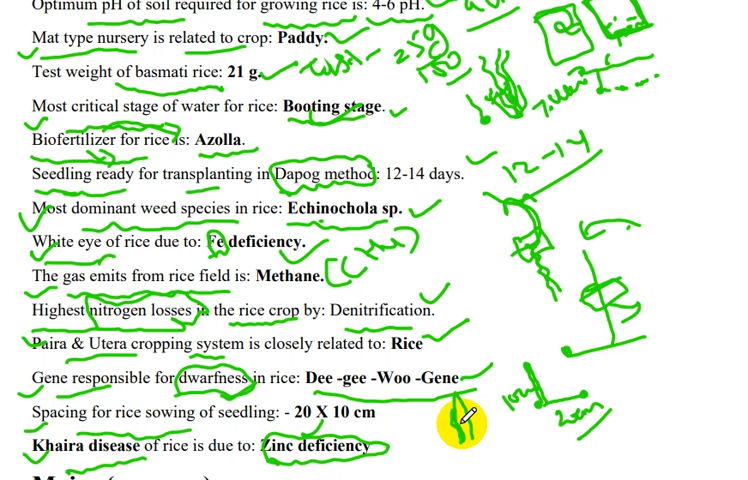 Optimum pH of soil required for growing rice is: 4-6 pH.
Mat type nursery is related to crop: Paddy.
Test weight of basmati rice: 21 g.
Most critical stage of water for rice: Booting stage.
Biofertilizer for rice is: Azolla.
Seedling ready for transplanting in Dapog method: 12-14 days.
12-14
Most dominant weed species in rice: Echinochola sp.
White eye of rice due to: Fe deficiency.
The gas emits from rice field is: Methane.
Highest nitrogen losses in the rice crop by: Denitrification.
Paira & Utera cropping system is closely related to: Rice
Gene responsible for dwarfness in rice: Dee -gee -Woo -Gene
Spacing for rice sowing of seedling: - 20 X 10 cm
Khaira disease of rice is due to: Zinc deficiency